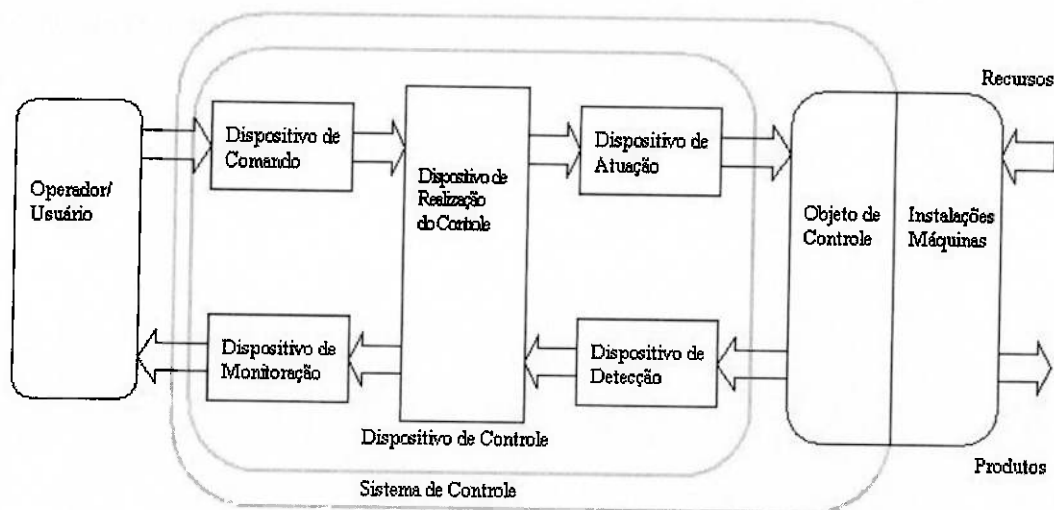 Recursos
Operador/
Usuário
Dispositivo de
Comando
Dispositivo de
Realização
do Controle
Dispositivo de
Atuação
Objeto de
Controle
Instalações
Máquinas
Dispositivo de
Monitoração
Dispositivo de
Detecção
Dispositivo de Controle
Produtos
Sistema de Controle